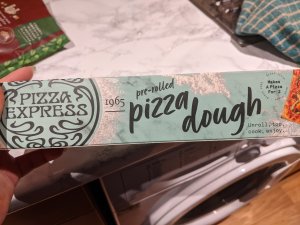 PIZZA
EXPRESS
1965
pre-rolled
pizza
dough
Makes
A Pizza
For 2
Unroll, top,
cook, enjoy...